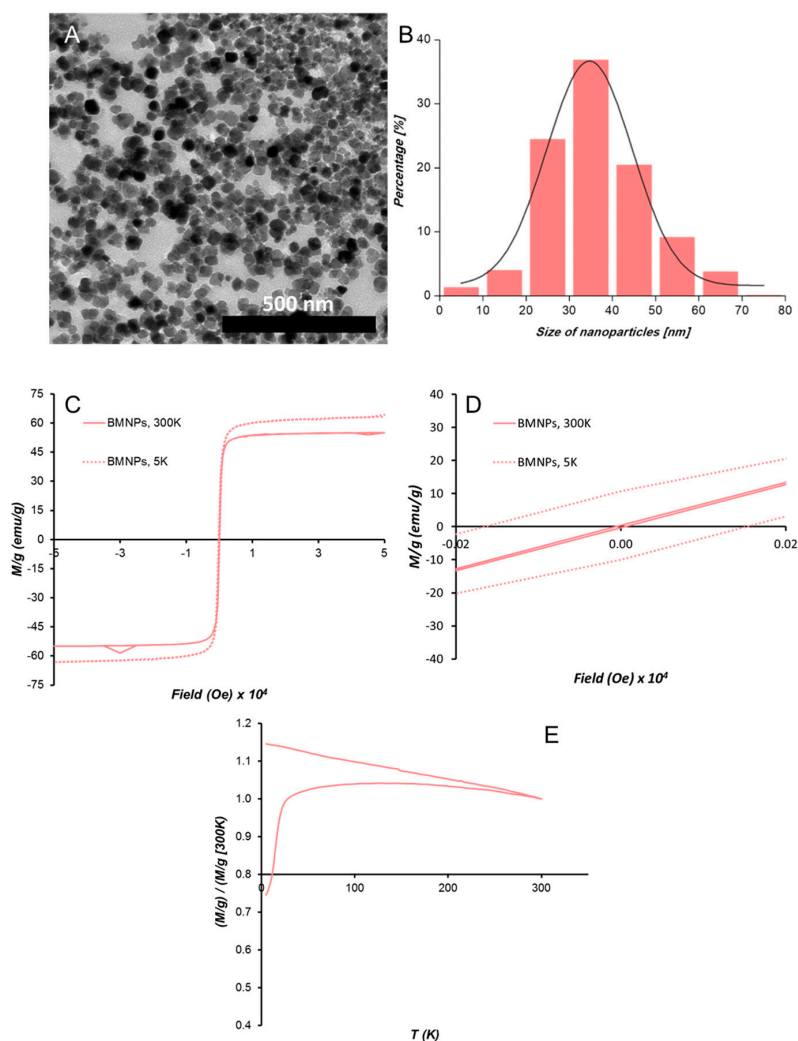 A
500 nm
B
40
30
20
10
0
Percentage [%]
0 10 20 30 40 50 60 70 80
Size of nanoparticles [nm]
C
75
60
45
30
15
0
-15
-30
-45
-60
-75
M/g (emu/g)
BMNPs, 300K
BMNPs, 5K
-5 -3 -1 1 3 5
Field (Oe) x 10⁴
D
40
30
20
10
0
-10
-20
-30
-40
M/g (emu/g)
BMNPs, 300K
BMNPs, 5K
-0.02 0.00 0.02
Field (Oe) x 10⁴
E
1.2
1.1
1.0
0.9
0.8
0.7
0.6
0.5
0.4
(M/g) / (M/g [300K)
0 100 200 300
T (K)